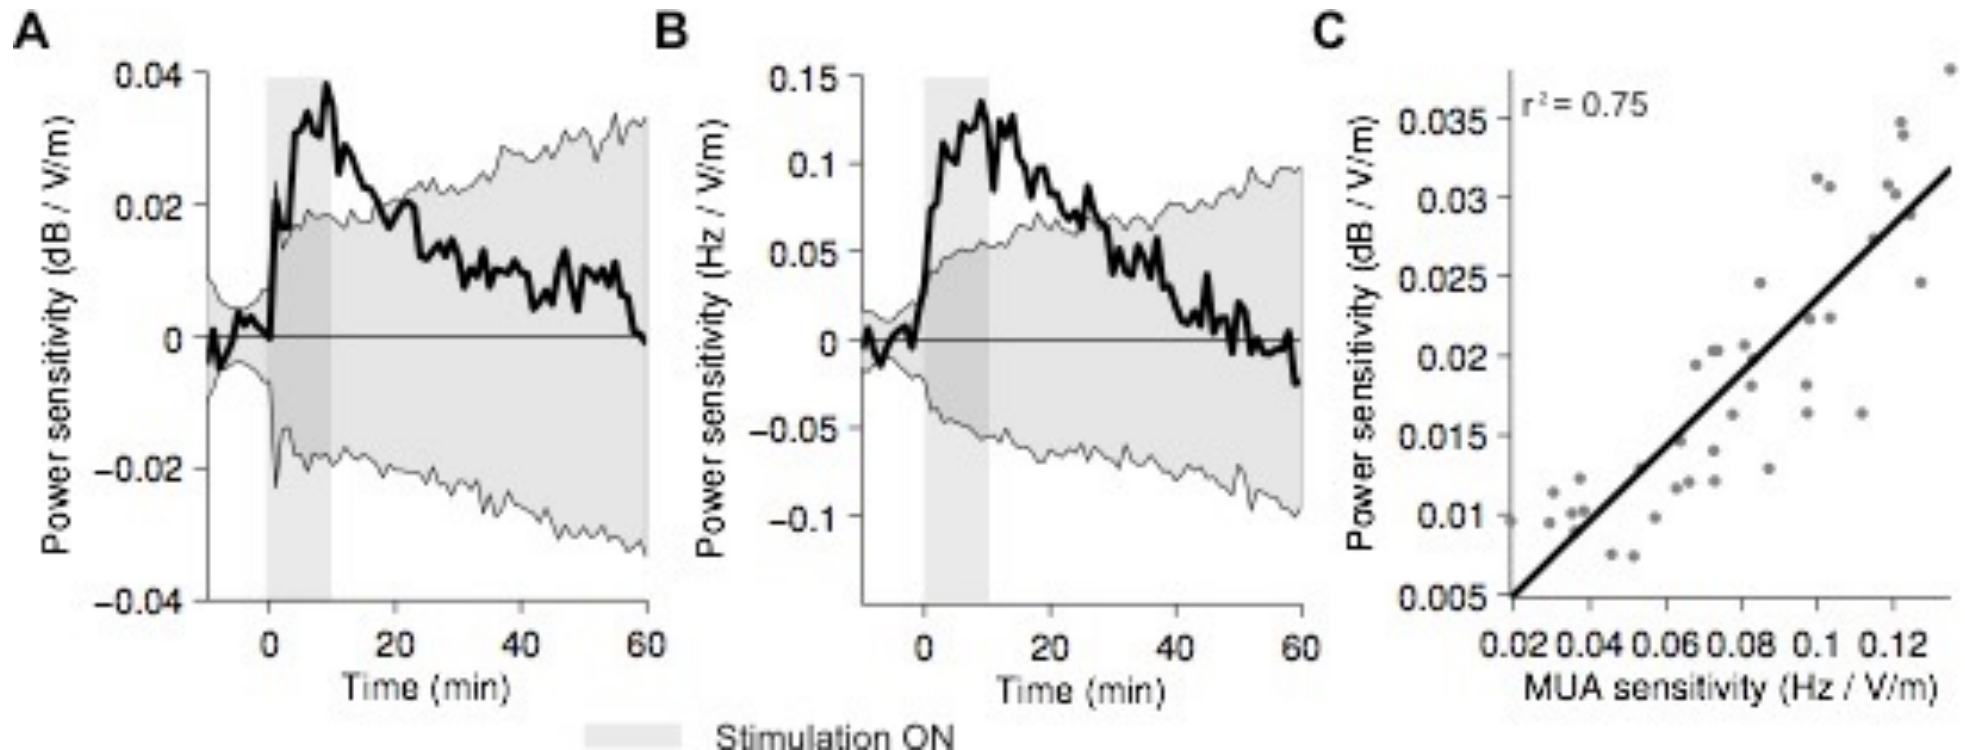 A
Power sensitivity (dB / V/m)
0.04
0.02
0
−0.02
−0.04
0 20 40 60
Time (min)
B
Power sensitivity (Hz / V/m)
0.15
0.1
0.05
0
−0.05
−0.1
0 20 40 60
Time (min)
C
Power sensitivity (dB / V/m)
r² = 0.75
0.035
0.03
0.025
0.02
0.015
0.01
0.005
0.02 0.04 0.06 0.08 0.1 0.12
MUA sensitivity (Hz / V/m)
Stimulation ON